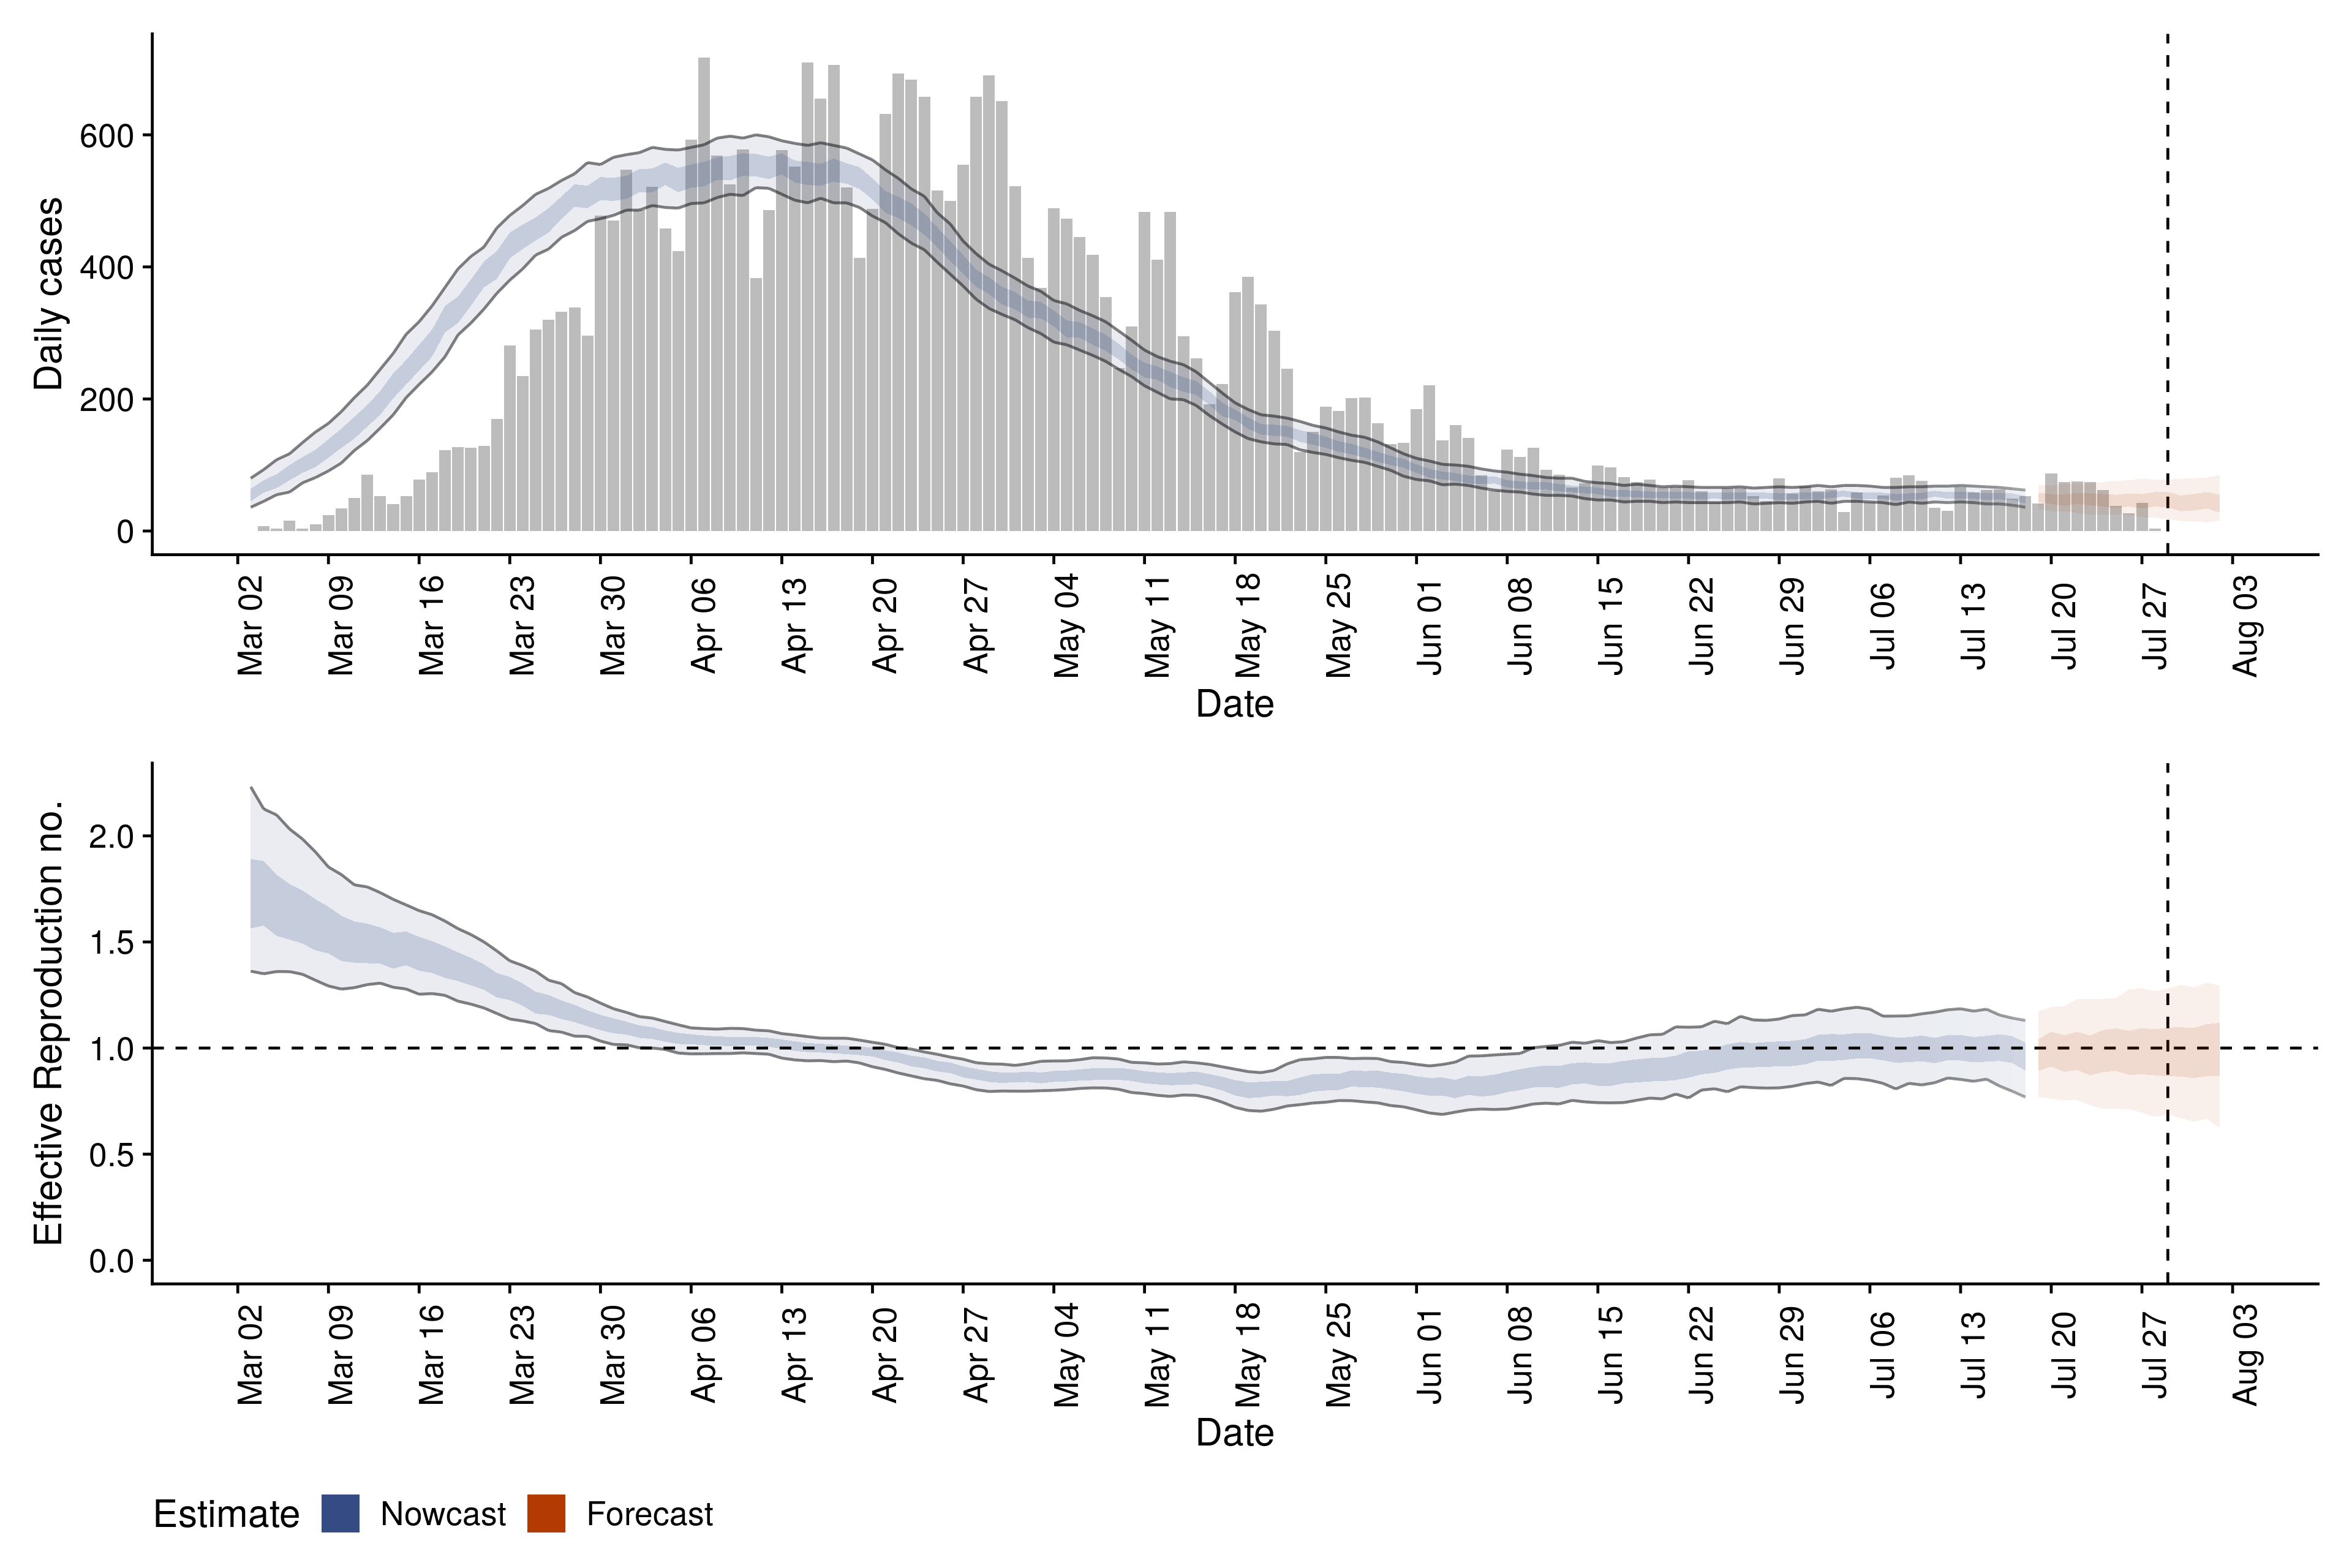 Daily cases
600
400
200
0
Mar 02
Mar 09
Mar 16
Mar 23
Mar 30
Apr 06
Apr 13
Apr 20
Apr 27
May 04
May 11
May 18
May 25
Jun 01
Jun 08
Jun 15
Jun 22
Jun 29
Jul 06
Jul 13
Jul 20
Jul 27
Aug 03
Date
Effective Reproduction no.
2.0
1.5
1.0
0.5
0.0
Mar 02
Mar 09
Mar 16
Mar 23
Mar 30
Apr 06
Apr 13
Apr 20
Apr 27
May 04
May 11
May 18
May 25
Jun 01
Jun 08
Jun 15
Jun 22
Jun 29
Jul 06
Jul 13
Jul 20
Jul 27
Aug 03
Date
Estimate Nowcast Forecast